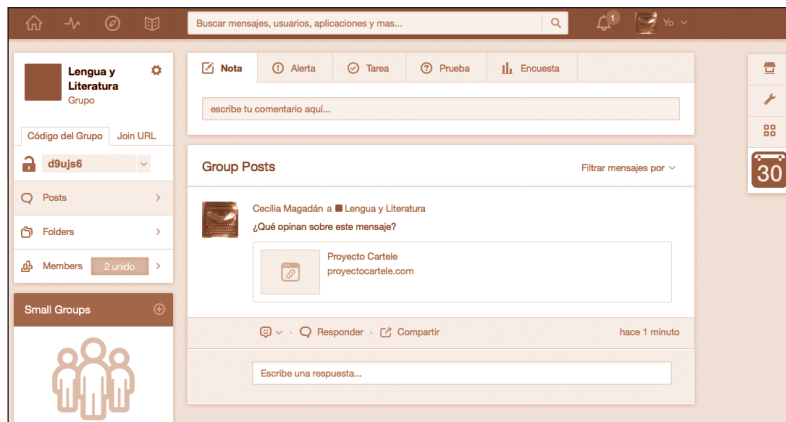 Buscar mensajes, usuarios, aplicaciones y mas...
1
Yo
Lengua y
Literatura
Grupo
Código del Grupo
Join URL
d9ujs6
Posts
Folders
Members
2 unido
Small Groups
Nota
Alerta
Tarea
Prueba
Encuesta
escribe tu comentario aquí...
Group Posts
Filtrar mensajes por
Cecilia Magadán a Lengua y Literatura
¿Qué opinan sobre este mensaje?
Proyecto Cartele
proyectocartele.com
· Responder · Compartir
hace 1 minuto
Escribe una respuesta...
30